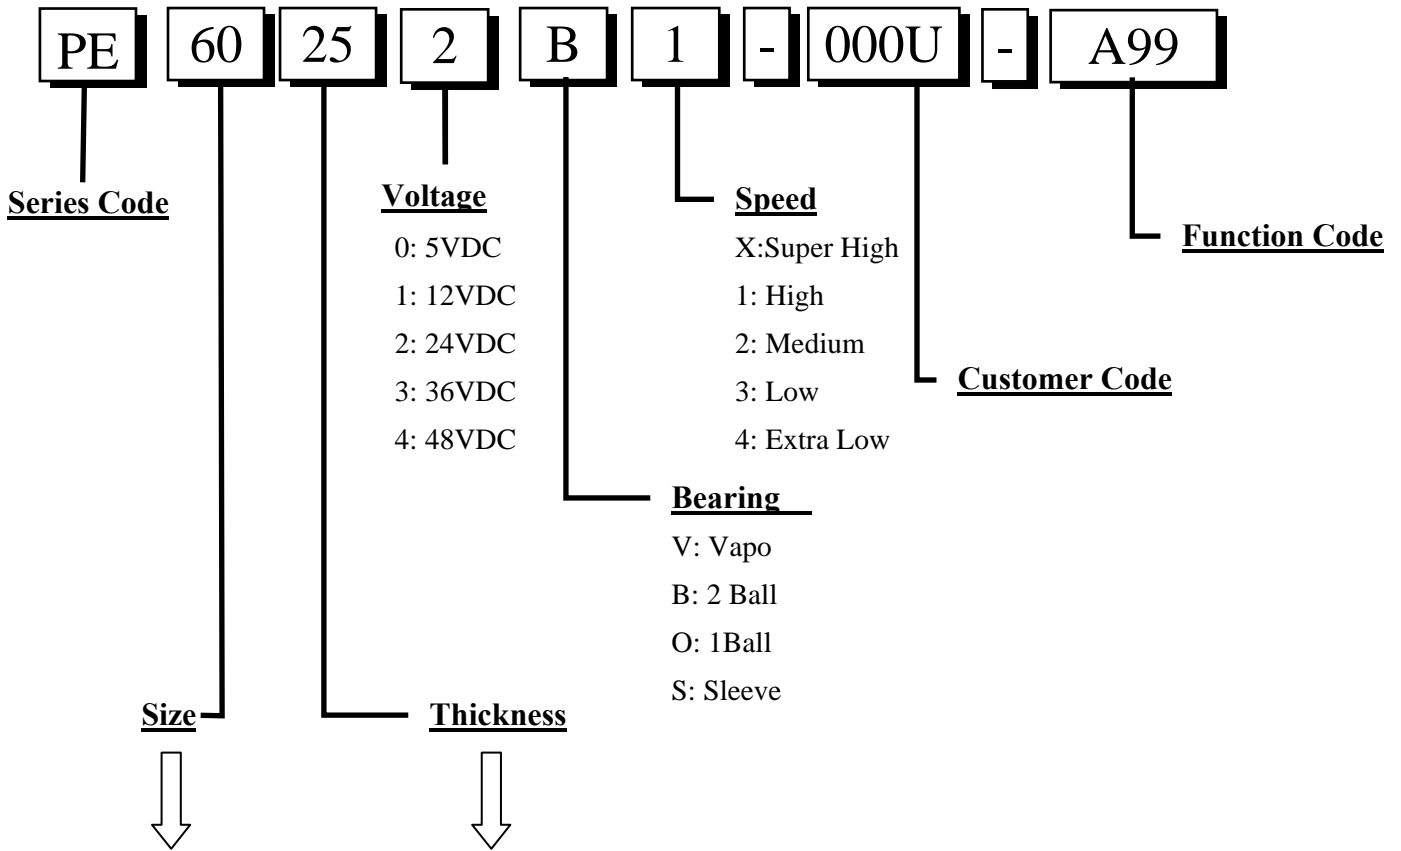 PE 60 25 2 B 1 - 000U - A99
Series Code
Voltage
0: 5VDC
1: 12VDC
2: 24VDC
3: 36VDC
4: 48VDC
Speed
X:Super High
1: High
2: Medium
3: Low
4: Extra Low
Function Code
Customer Code
Bearing
V: Vapo
B: 2 Ball
O: 1Ball
S: Sleeve
Size
Thickness